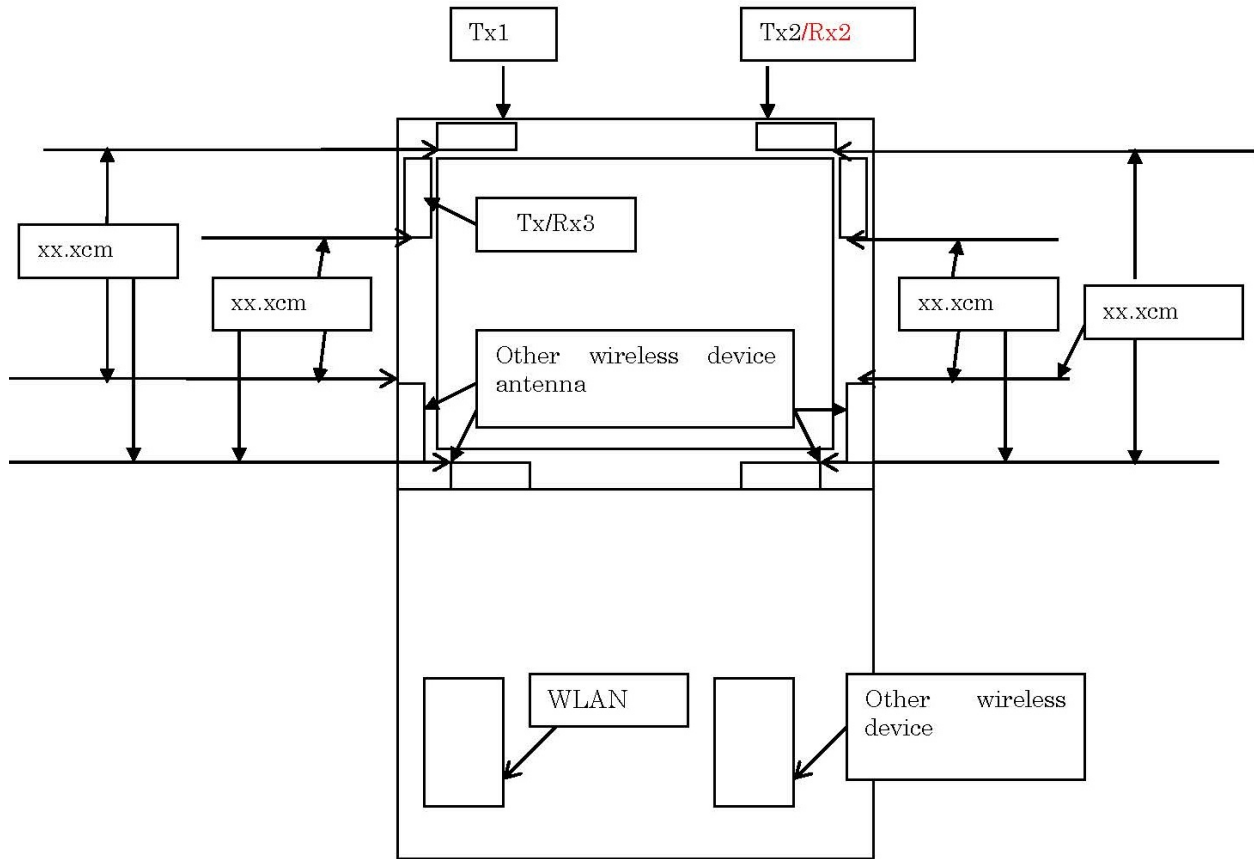 Tx1
Tx2/Rx2
Tx/Rx3
xx.xcm
xx.xcm
xx.xcm
xx.xcm
Other wireless device
antenna
WLAN
Other wireless
device